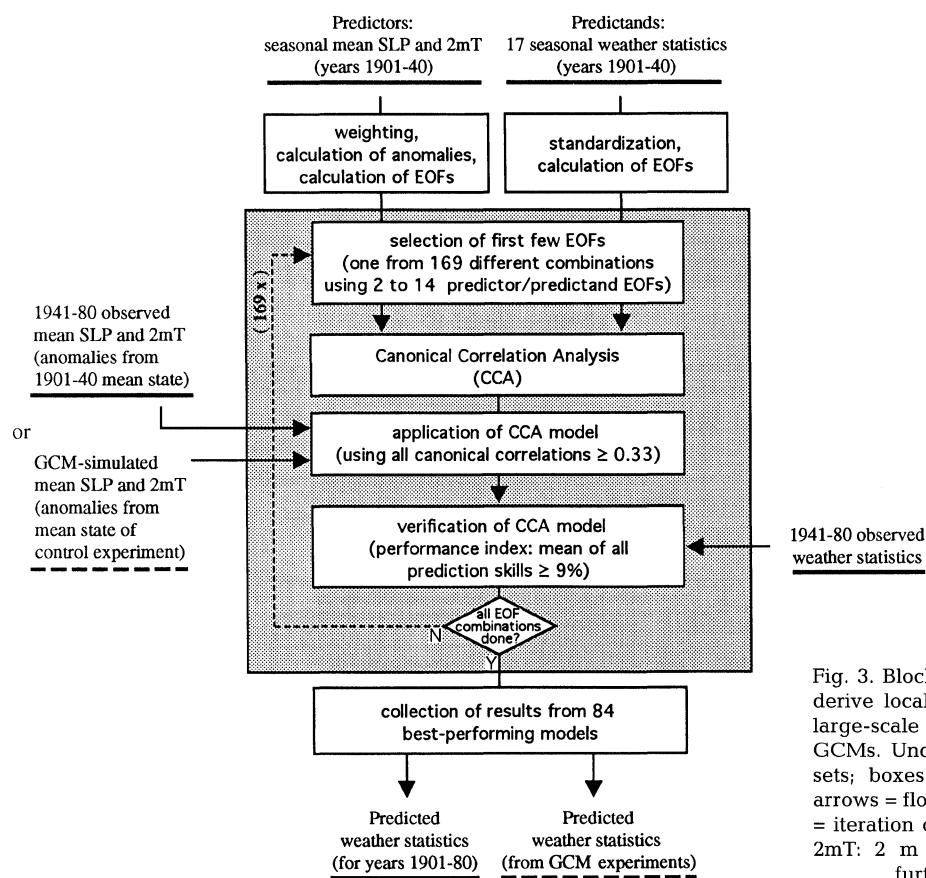 Predictors:
seasonal mean SLP and 2mT
(years 1901-40)
Predictands:
17 seasonal weather statistics
(years 1901-40)
weighting,
calculation of anomalies,
calculation of EOFs
standardization,
calculation of EOFs
selection of first few EOFs
(one from 169 different combinations
using 2 to 14 predictor/predictand EOFs)
(169 x)
1941-80 observed
mean SLP and 2mT
(anomalies from
1901-40 mean state)
Canonical Correlation Analysis
(CCA)
or
application of CCA model
(using all canonical correlations ≥ 0.33)
GCM-simulated
mean SLP and 2mT
(anomalies from
mean state of
control experiment)
verification of CCA model
(performance index: mean of all
prediction skills ≥ 9%)
1941-80 observed
weather statistics
all EOF
combinations
done?
N
Y
collection of results from 84
best-performing models
Predicted
weather statistics
(for years 1901-80)
Predicted
weather statistics
(from GCM experiments)
Fig. 3. Bloc
derive local
large-scale
GCMs. Und
sets; boxes
arrows = flo
= iteration c
2mT: 2 m
furt